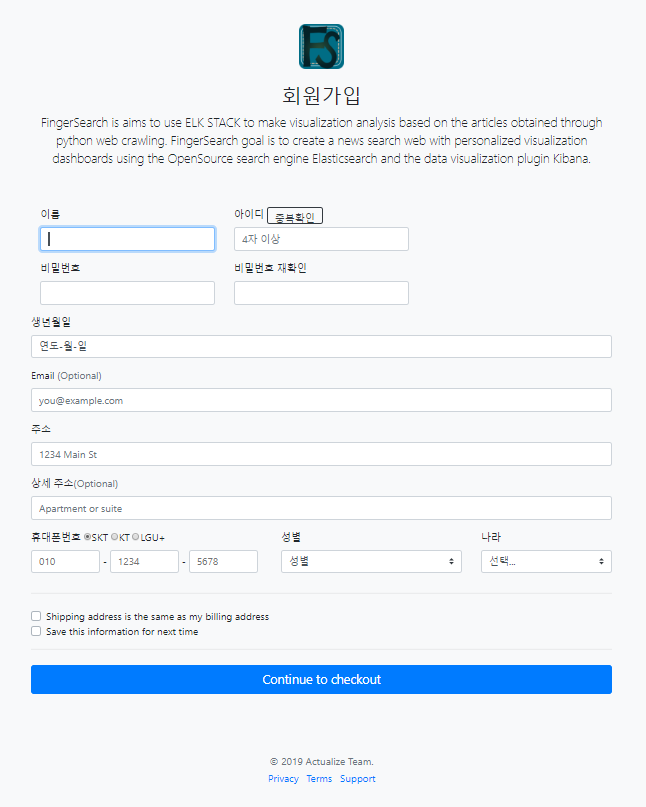 FS
회원가입
FingerSearch is aims to use ELK STACK to make visualization analysis based on the articles obtained through
python web crawling. FingerSearch goal is to create a news search web with personalized visualization
dashboards using the OpenSource search engine Elasticsearch and the data visualization plugin Kibana.
이름 아이디 중복확인
4자 이상
비밀번호 비밀번호 재확인
생년월일
연도-월-일
Email (Optional)
you@example.com
주소
1234 Main St
상세 주소(Optional)
Apartment or suite
휴대폰번호 SKT KT LGU+ 성별 나라
010 - 1234 - 5678 성별 선택...
Shipping address is the same as my billing address
Save this information for next time
Continue to checkout
© 2019 Actualize Team.
Privacy Terms Support